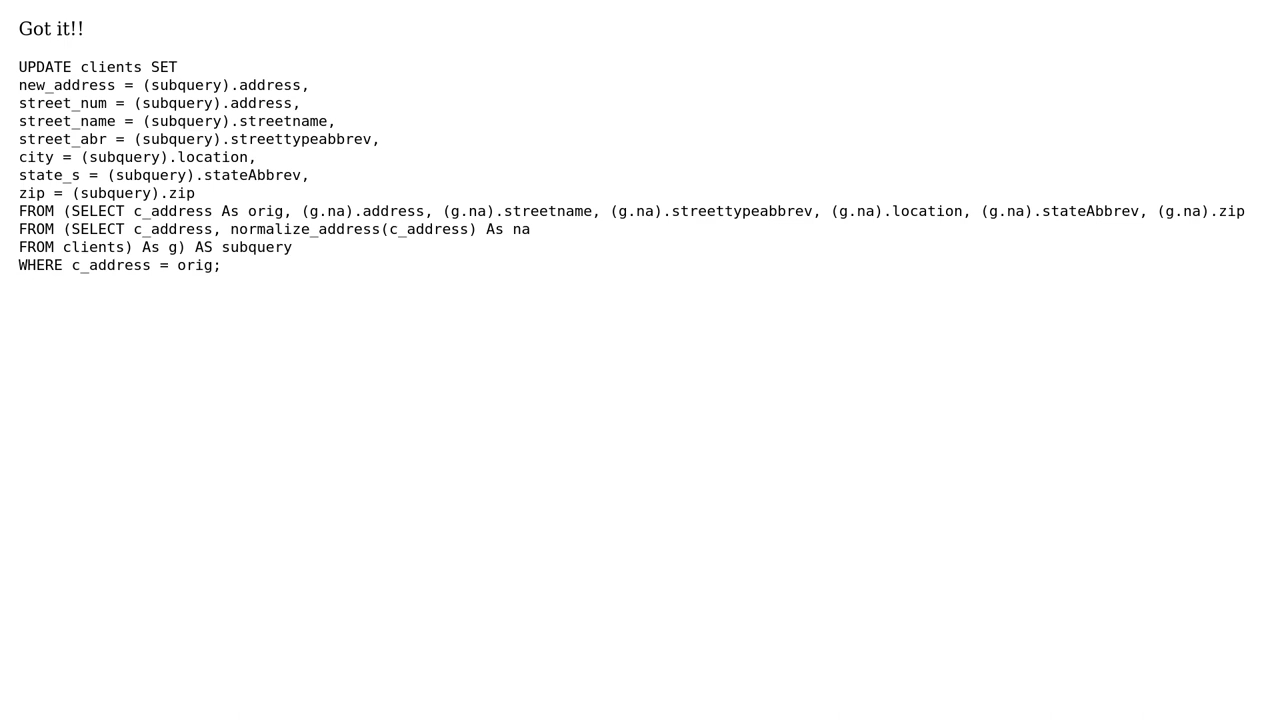 Got it!!
UPDATE clients SET
new_address = (subquery).address,
street_num = (subquery).address,
street_name = (subquery).streetname,
street_abr = (subquery).streettypeabbrev,
city = (subquery).location,
state_s = (subquery).stateAbbrev,
zip = (subquery).zip
FROM (SELECT c_address As orig, (g.na).address, (g.na).streetname, (g.na).streettypeabbrev, (g.na).location, (g.na).stateAbbrev, (g.na).zip
FROM (SELECT c_address, normalize_address(c_address) As na
FROM clients) As g) AS subquery
WHERE c_address = orig;